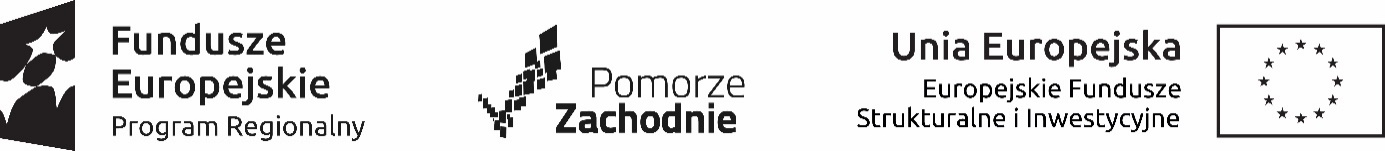 Fundusze
Europejskie
Program Regionalny
Pomorze
Zachodnie
Unia Europejska
Europejskie Fundusze
Strukturalne i Inwestycyjne